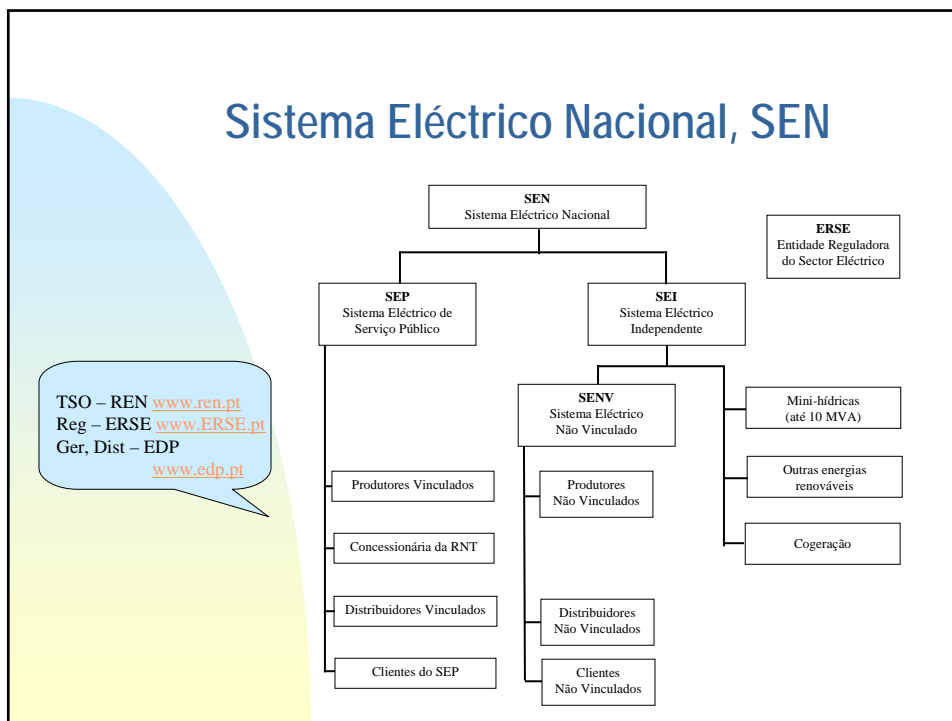 Sistema Eléctrico Nacional, SEN
SEN
Sistema Eléctrico Nacional
ERSE
Entidade Reguladora
do Sector Eléctrico
SEP
Sistema Eléctrico de
Serviço Público
SEI
Sistema Eléctrico
Independente
TSO – REN www.ren.pt
Reg – ERSE www.ERSE.pt
Ger, Dist – EDP
www.edp.pt
SENV
Sistema Eléctrico
Não Vinculado
Mini-hídricas
(até 10 MVA)
Outras energias
renováveis
Cogeração
Produtores Vinculados
Concessionária da RNT
Distribuidores Vinculados
Clientes do SEP
Produtores
Não Vinculados
Distribuidores
Não Vinculados
Clientes
Não Vinculados